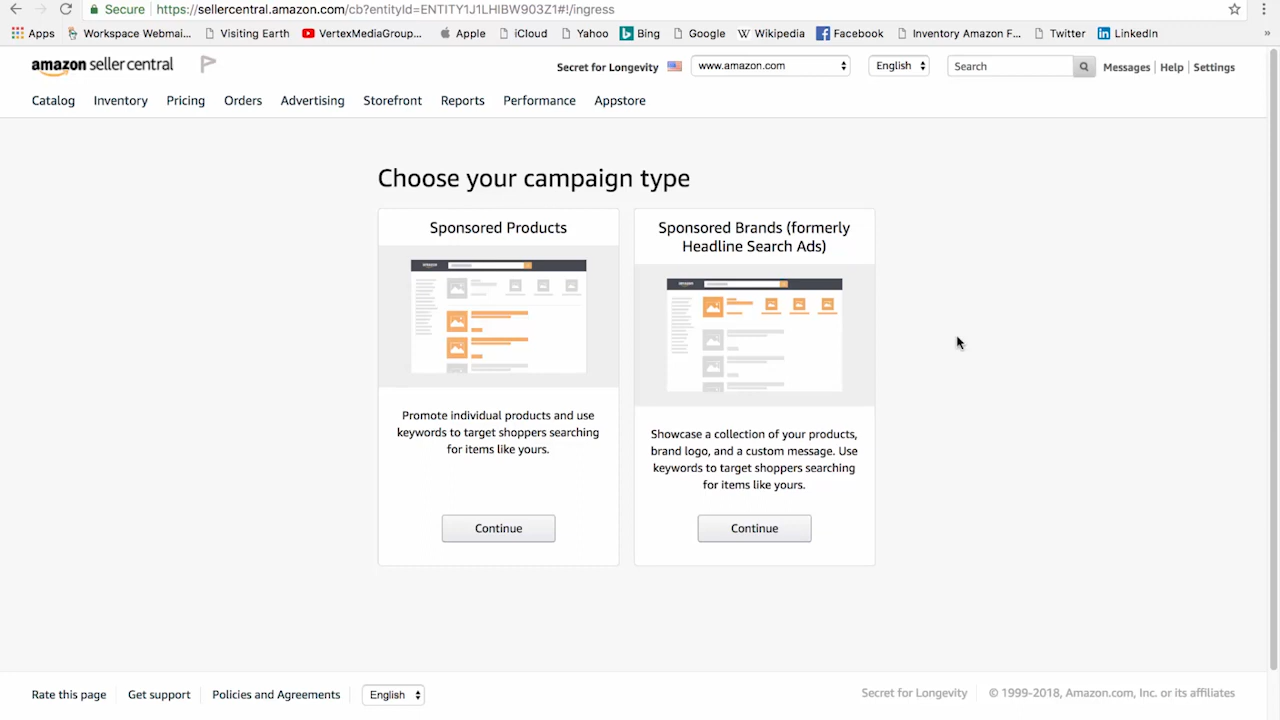 Secure https://sellercentral.amazon.com/cb?entityId=ENTITY1J1LHIBW903Z1#!/ingress
Apps Workspace Webmai... Visiting Earth VertexMediaGroup... Apple iCloud Yahoo Bing Google Wikipedia Facebook Inventory Amazon F... Twitter LinkedIn »
amazon seller central Secret for Longevity www.amazon.com English Search Messages | Help | Settings
Catalog Inventory Pricing Orders Advertising Storefront Reports Performance Appstore
Choose your campaign type
Sponsored Products
amazon
Promote individual products and use
keywords to target shoppers searching
for items like yours.
Continue
Sponsored Brands (formerly
Headline Search Ads)
amazon
Showcase a collection of your products,
brand logo, and a custom message. Use
keywords to target shoppers searching
for items like yours.
Continue
Rate this page Get support Policies and Agreements English Secret for Longevity © 1999-2018, Amazon.com, Inc. or its affiliates